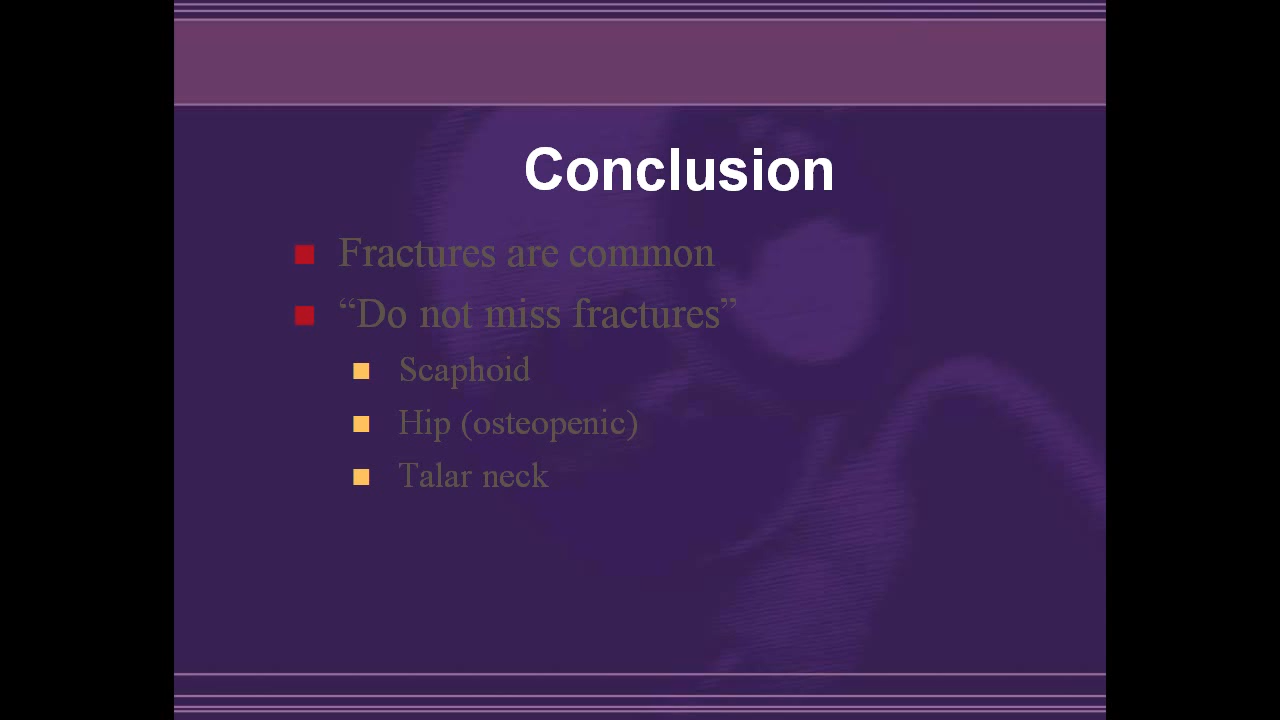 Conclusion
Fractures are common
“Do not miss fractures”
Scaphoid
Hip (osteopenic)
Talar neck